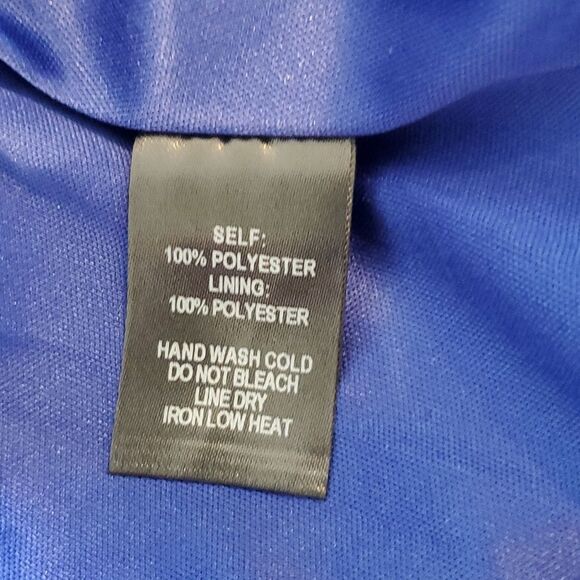 SELF:
100% POLYESTER
LINING:
100% POLYESTER
HAND WASH COLD
DO NOT BLEACH
LINE DRY
IRON LOW HEAT